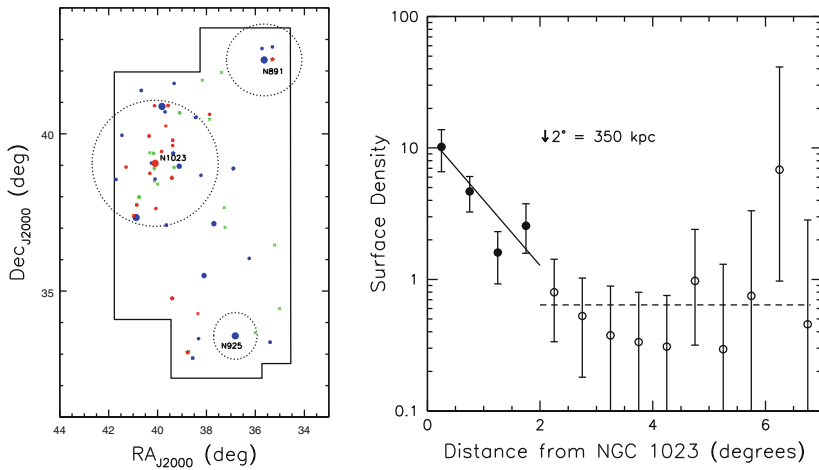 N891
N1023
N925
40
35
44
42
40
38
36
34
Dec_J2000 (deg)
RA_J2000 (deg)
100
10
1
0.1
↓2° = 350 kpc
0
2
4
6
Surface Density
Distance from NGC 1023 (degrees)